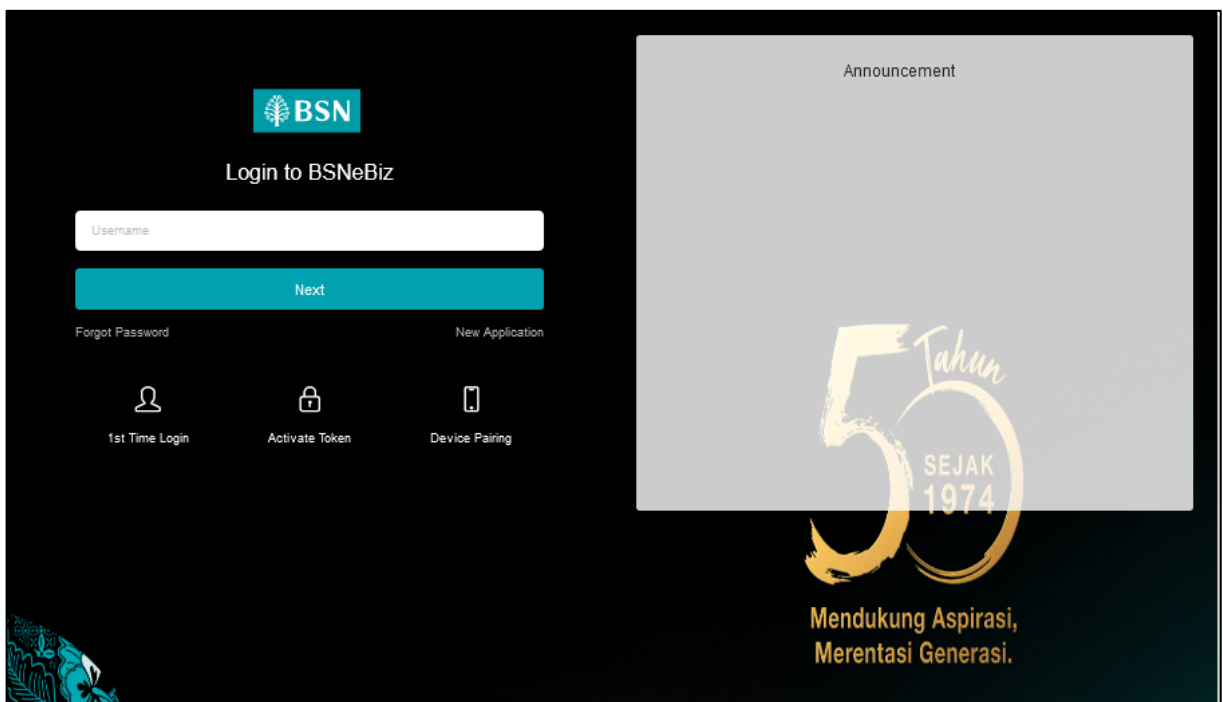 BSN
Login to BSNeBiz
Username
Next
Forgot Password
New Application
1st Time Login
Activate Token
Device Pairing
Announcement
50 Tahun
SEJAK
1974
Mendukung Aspirasi,
Merentasi Generasi.